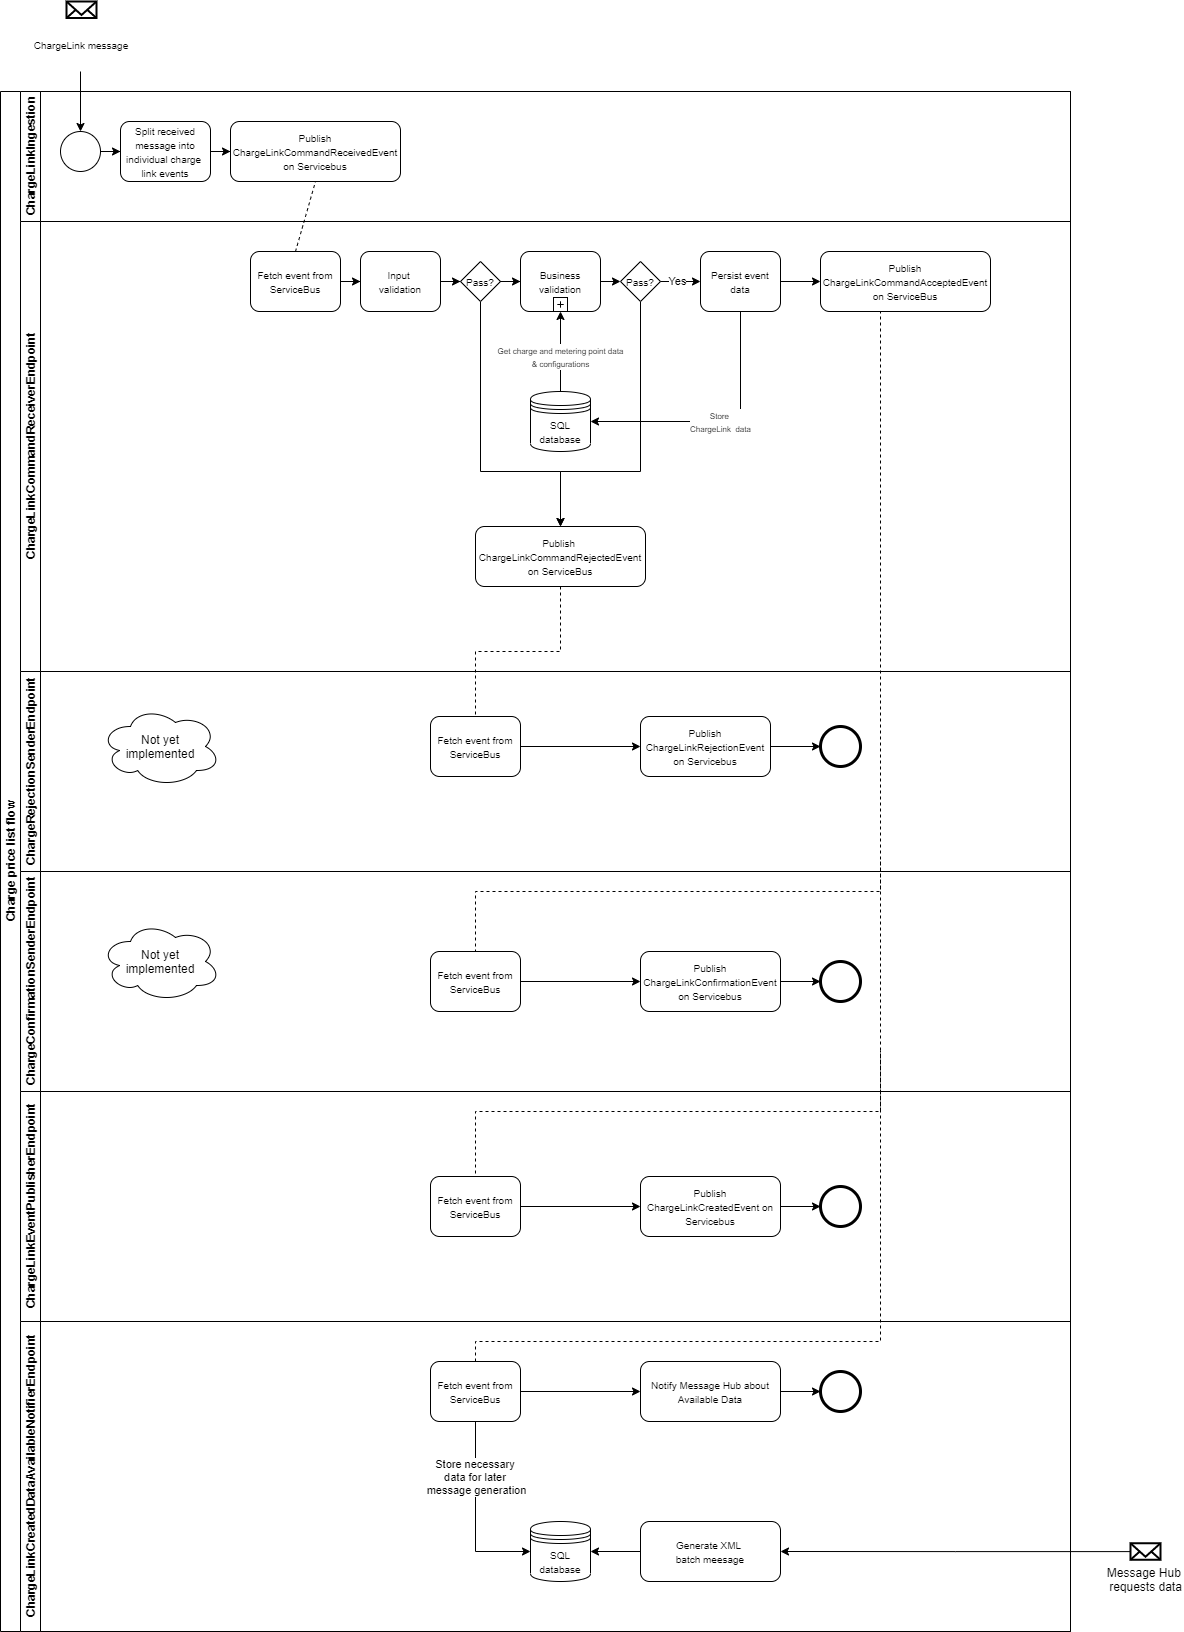 ChargeLink message
Charge price list flow
ChargeLinkIngestion
Split received
message into
individual charge
link events
Publish
ChargeLinkCommandReceivedEvent
on Servicebus
ChargeLinkCommandReceiverEndpoint
Fetch event from
ServiceBus
Input
validation
Pass?
Business
validation
Pass?
Yes
Persist event
data
Publish
ChargeLinkCommandAcceptedEvent
on ServiceBus
Get charge and metering point data
& configurations
SQL
database
Store
ChargeLink data
Publish
ChargeLinkCommandRejectedEvent
on ServiceBus
ChargeRejectionSenderEndpoint
Not yet
implemented
Fetch event from
ServiceBus
Publish
ChargeLinkRejectionEvent
on Servicebus
ChargeConfirmationSenderEndpoint
Not yet
implemented
Fetch event from
ServiceBus
Publish
ChargeLinkConfirmationEvent
on Servicebus
ChargeLinkEventPublisherEndpoint
Fetch event from
ServiceBus
Publish
ChargeLinkCreatedEvent on
Servicebus
ChargeLinkCreatedDataAvailableNotifierEndpoint
Fetch event from
ServiceBus
Notify Message Hub about
Available Data
Store necessary
data for later
message generation
SQL
database
Generate XML
batch meesage
Message Hub
requests data